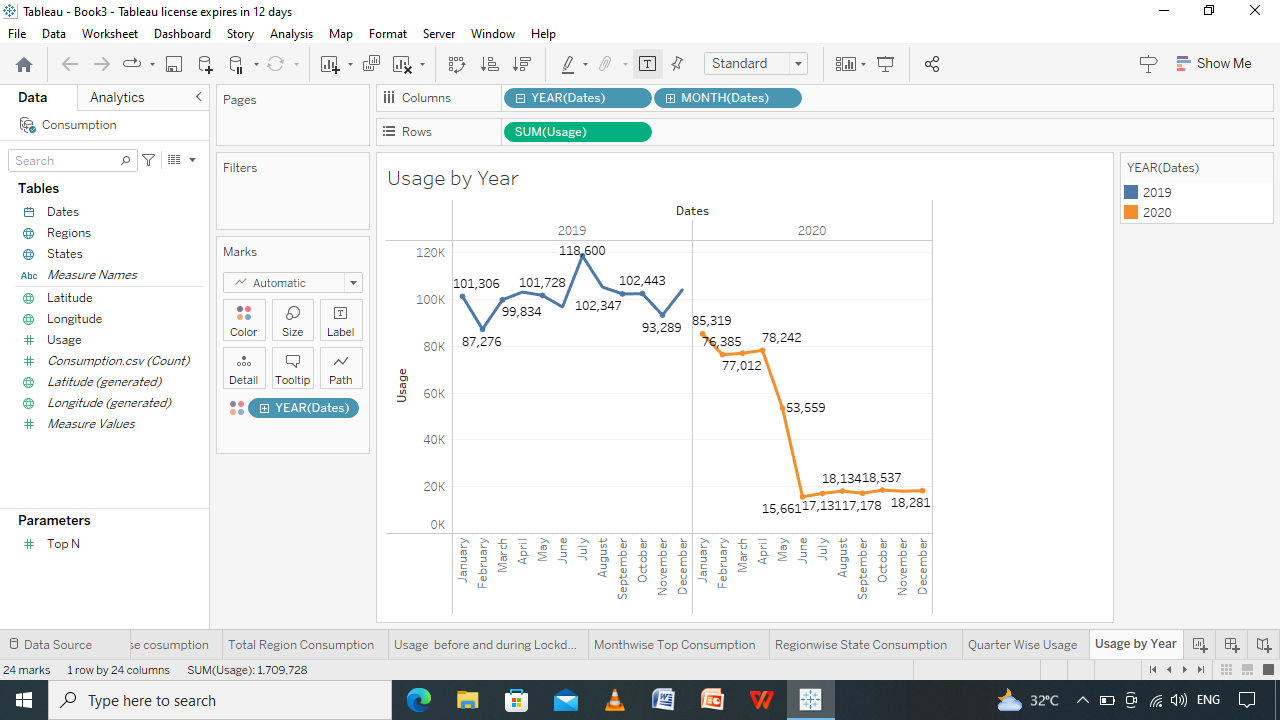 Tableau - Book3 - Tableau license expires in 12 days
File Data Worksheet Dashboard Story Analysis Map Format Server Window Help
Standard
Show Me
Data Analytics
Consumption
Search
Tables
Dates
Regions
States
Abc Measure Names
Latitude
Longitude
Usage
Consumption.csv (Count)
Latitude (generated)
Longitude (generated)
Measure Values
Parameters
Top N
Pages
Filters
Marks
Automatic
Color Size Label
Detail Tooltip Path
YEAR(Dates)
Columns YEAR(Dates) MONTH(Dates)
Rows SUM(Usage)
Usage by Year
Dates
2019 2020
Usage
120K
100K
80K
60K
40K
20K
0K
101,306
87,276
99,834
101,728
118,600
102,347
102,443
93,289
85,319
76,385
77,012
78,242
53,559
15,661
17,131
18,134
17,178
18,537
18,281
January February March April May June July August September October November December
January February March April May June July August September October November December
YEAR(Dates)
2019
2020
Data Source se cosumption Total Region Consumption Usage before and during Lockd... Monthwise Top Consumption Regionwise State Consumption Quarter Wise Usage Usage by Year
24 marks 1 row by 24 columns SUM(Usage): 1,709,728
Type here to search
32°C ENG